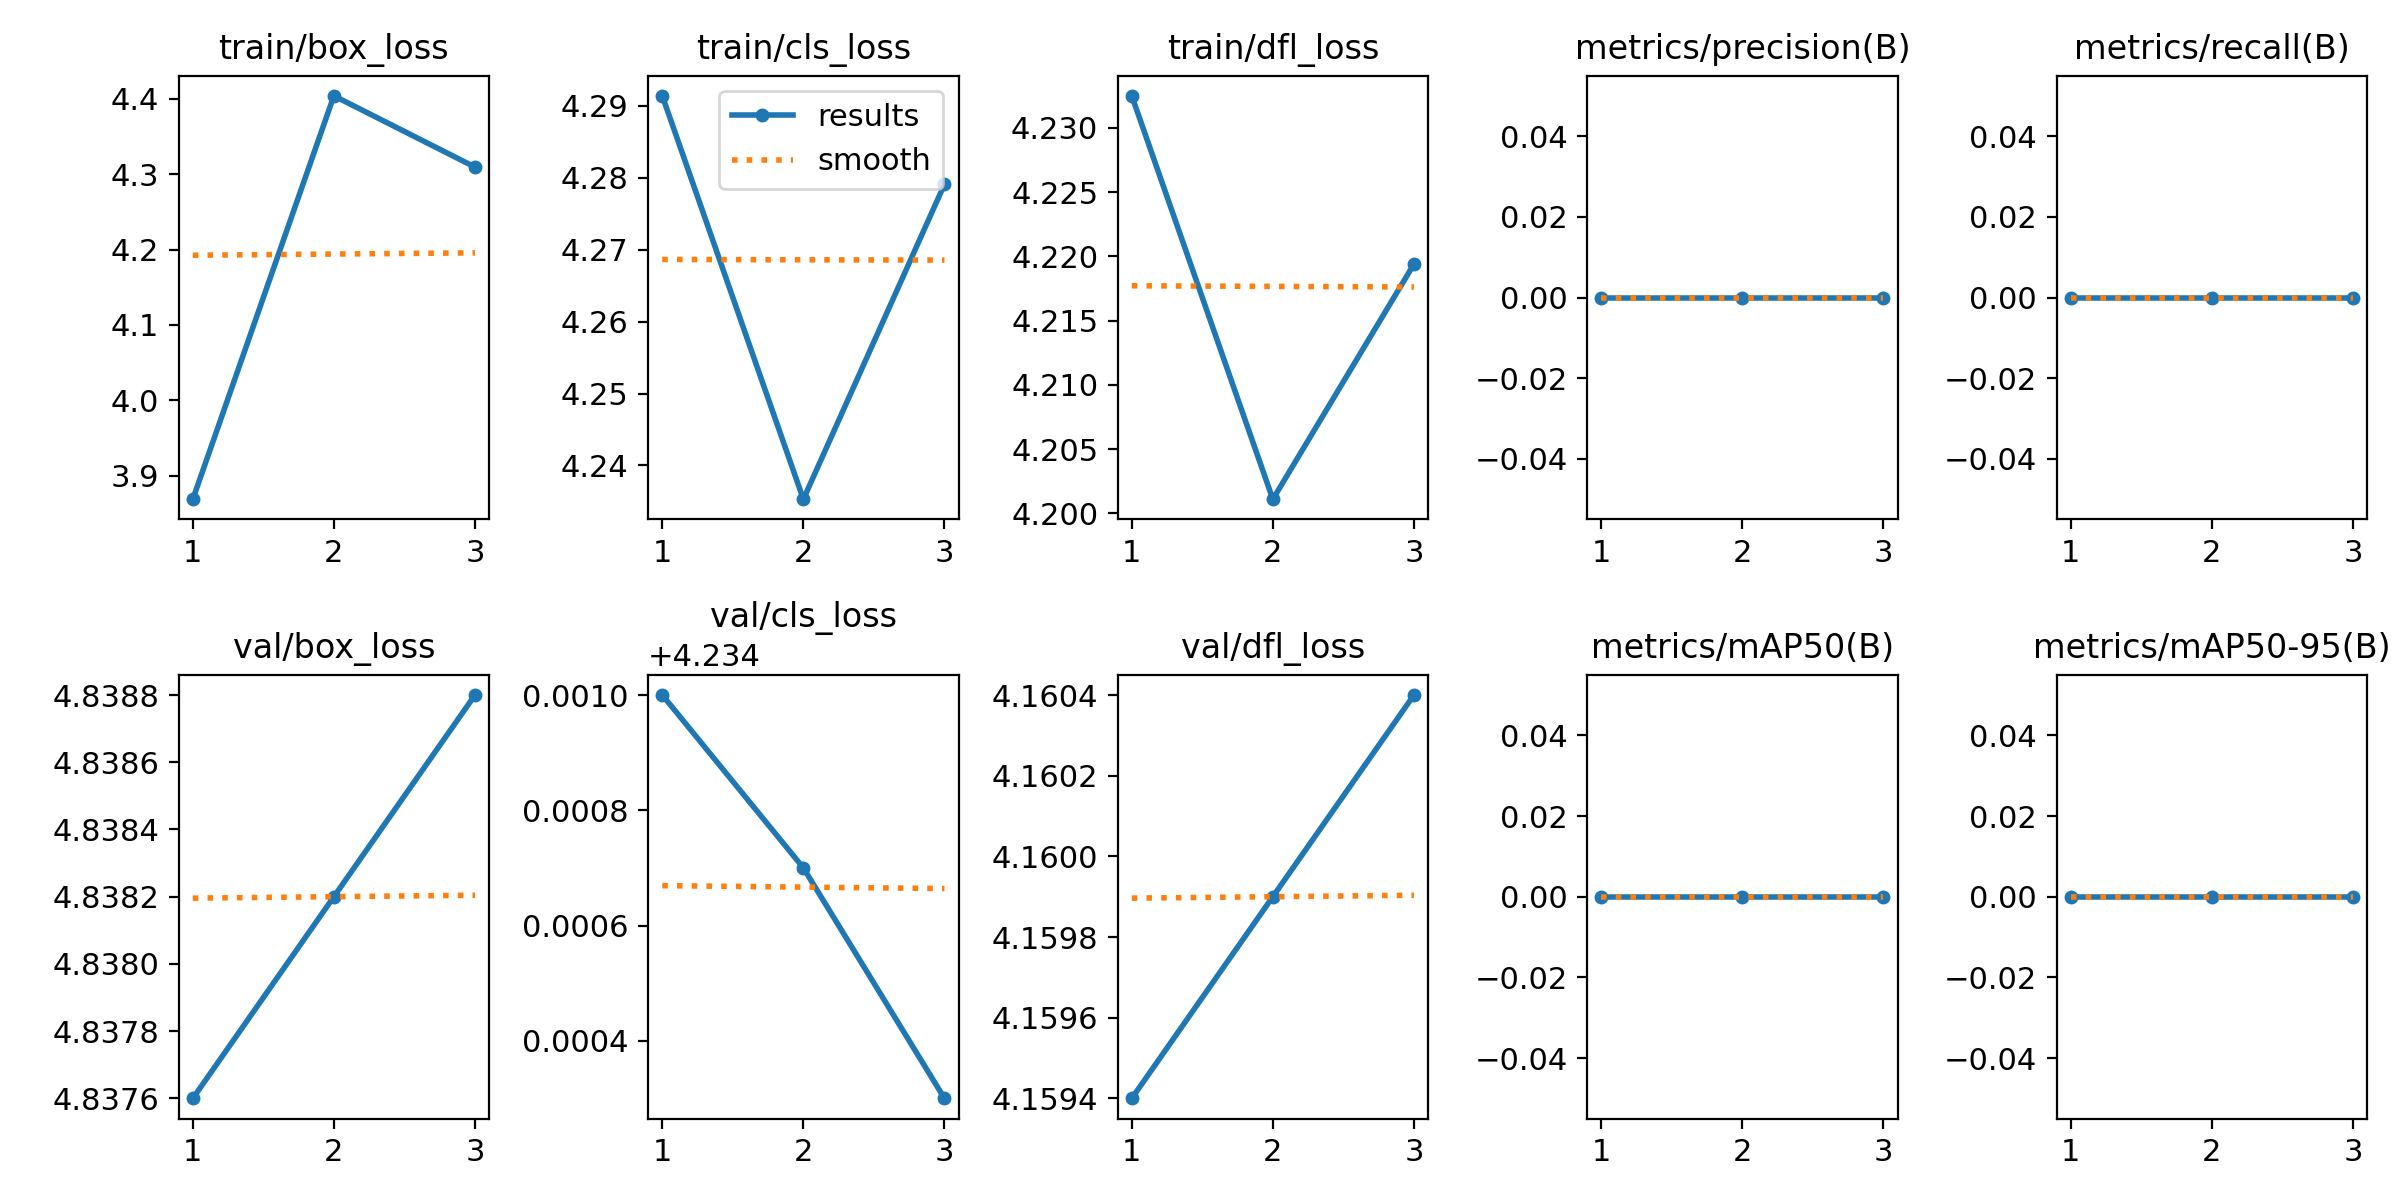 train/box_loss
4.4
4.3
4.2
4.1
4.0
3.9
1 2 3
train/cls_loss
results
smooth
4.29
4.28
4.27
4.26
4.25
4.24
1 2 3
train/dfl_loss
4.230
4.225
4.220
4.215
4.210
4.205
4.200
1 2 3
metrics/precision(B)
0.04
0.02
0.00
−0.02
−0.04
1 2 3
metrics/recall(B)
0.04
0.02
0.00
−0.02
−0.04
1 2 3
val/box_loss
4.8388
4.8386
4.8384
4.8382
4.8380
4.8378
4.8376
1 2 3
val/cls_loss
+4.234
0.0010
0.0008
0.0006
0.0004
1 2 3
val/dfl_loss
4.1604
4.1602
4.1600
4.1598
4.1596
4.1594
1 2 3
metrics/mAP50(B)
0.04
0.02
0.00
−0.02
−0.04
1 2 3
metrics/mAP50-95(B)
0.04
0.02
0.00
−0.02
−0.04
1 2 3